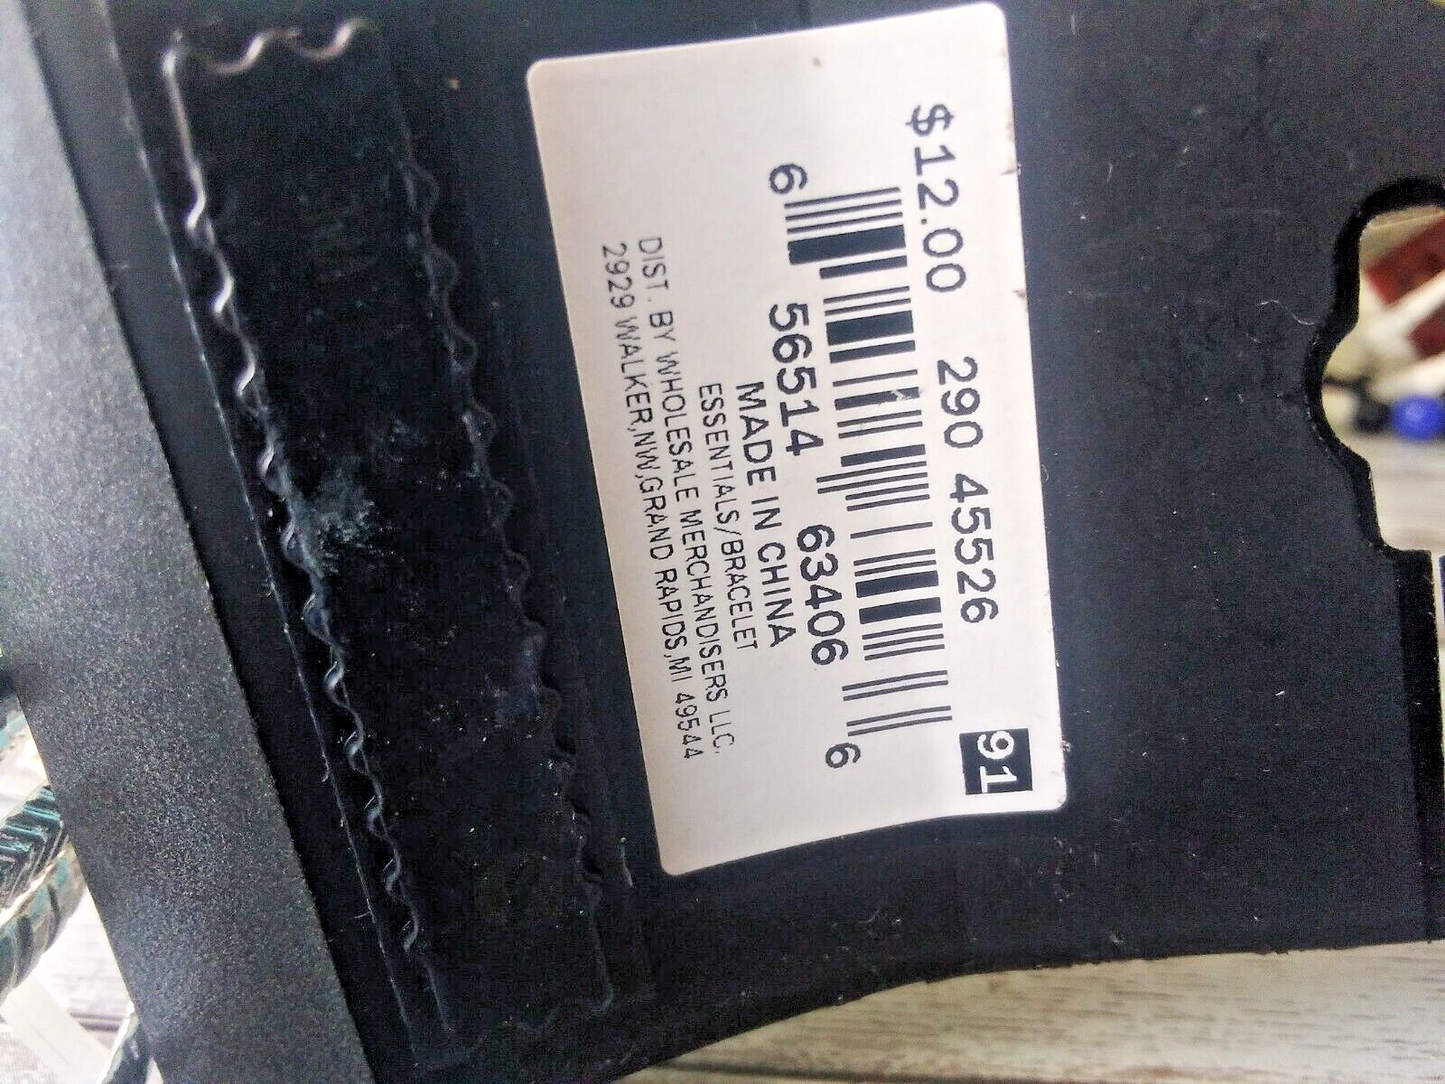 $12.00 290 45526
91
6 56514 63406 6
MADE IN CHINA
ESSENTIALS/BRACELET
DIST. BY WHOLESALE MERCHANDISERS LLC,
2929 WALKER,NW,GRAND RAPIDS,MI 49544